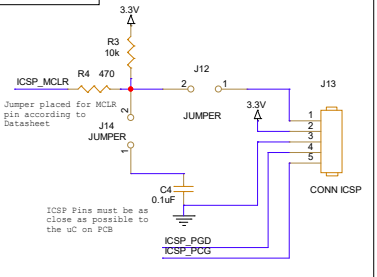 3.3V
R3
10k
J12
J13
ICSP_MCLR
R4 470
2
1
3.3V
1
2
3
4
5
Jumper placed for MCLR
pin according to
Datasheet
2
J14
JUMPER
1
JUMPER
C4
0.1uF
CONN ICSP
ICSP Pins must be as
close as possible to
the uC on PCB
ICSP_PGD
ICSP_PCG